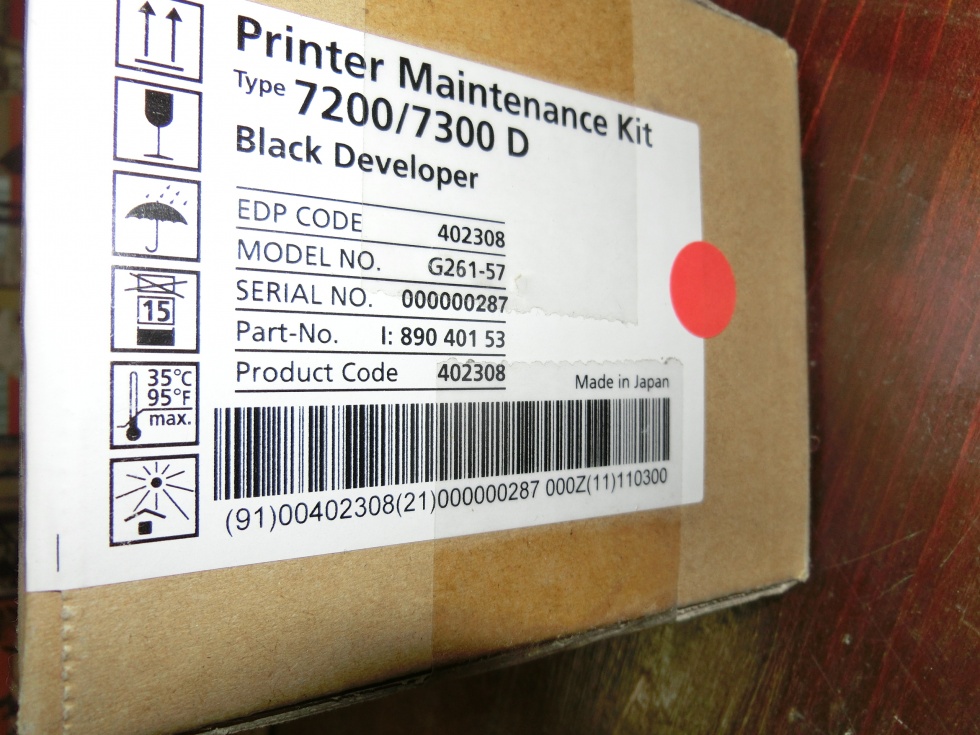 Printer Maintenance Kit
Type 7200/7300 D
Black Developer
EDP CODE 402308
MODEL NO. G261-57
SERIAL NO. 000000287
Part-No. I: 890 401 53
Product Code 402308
Made in Japan
(91)00402308(21)000000287 000Z(11)110300
15
35°C
95°F
max.